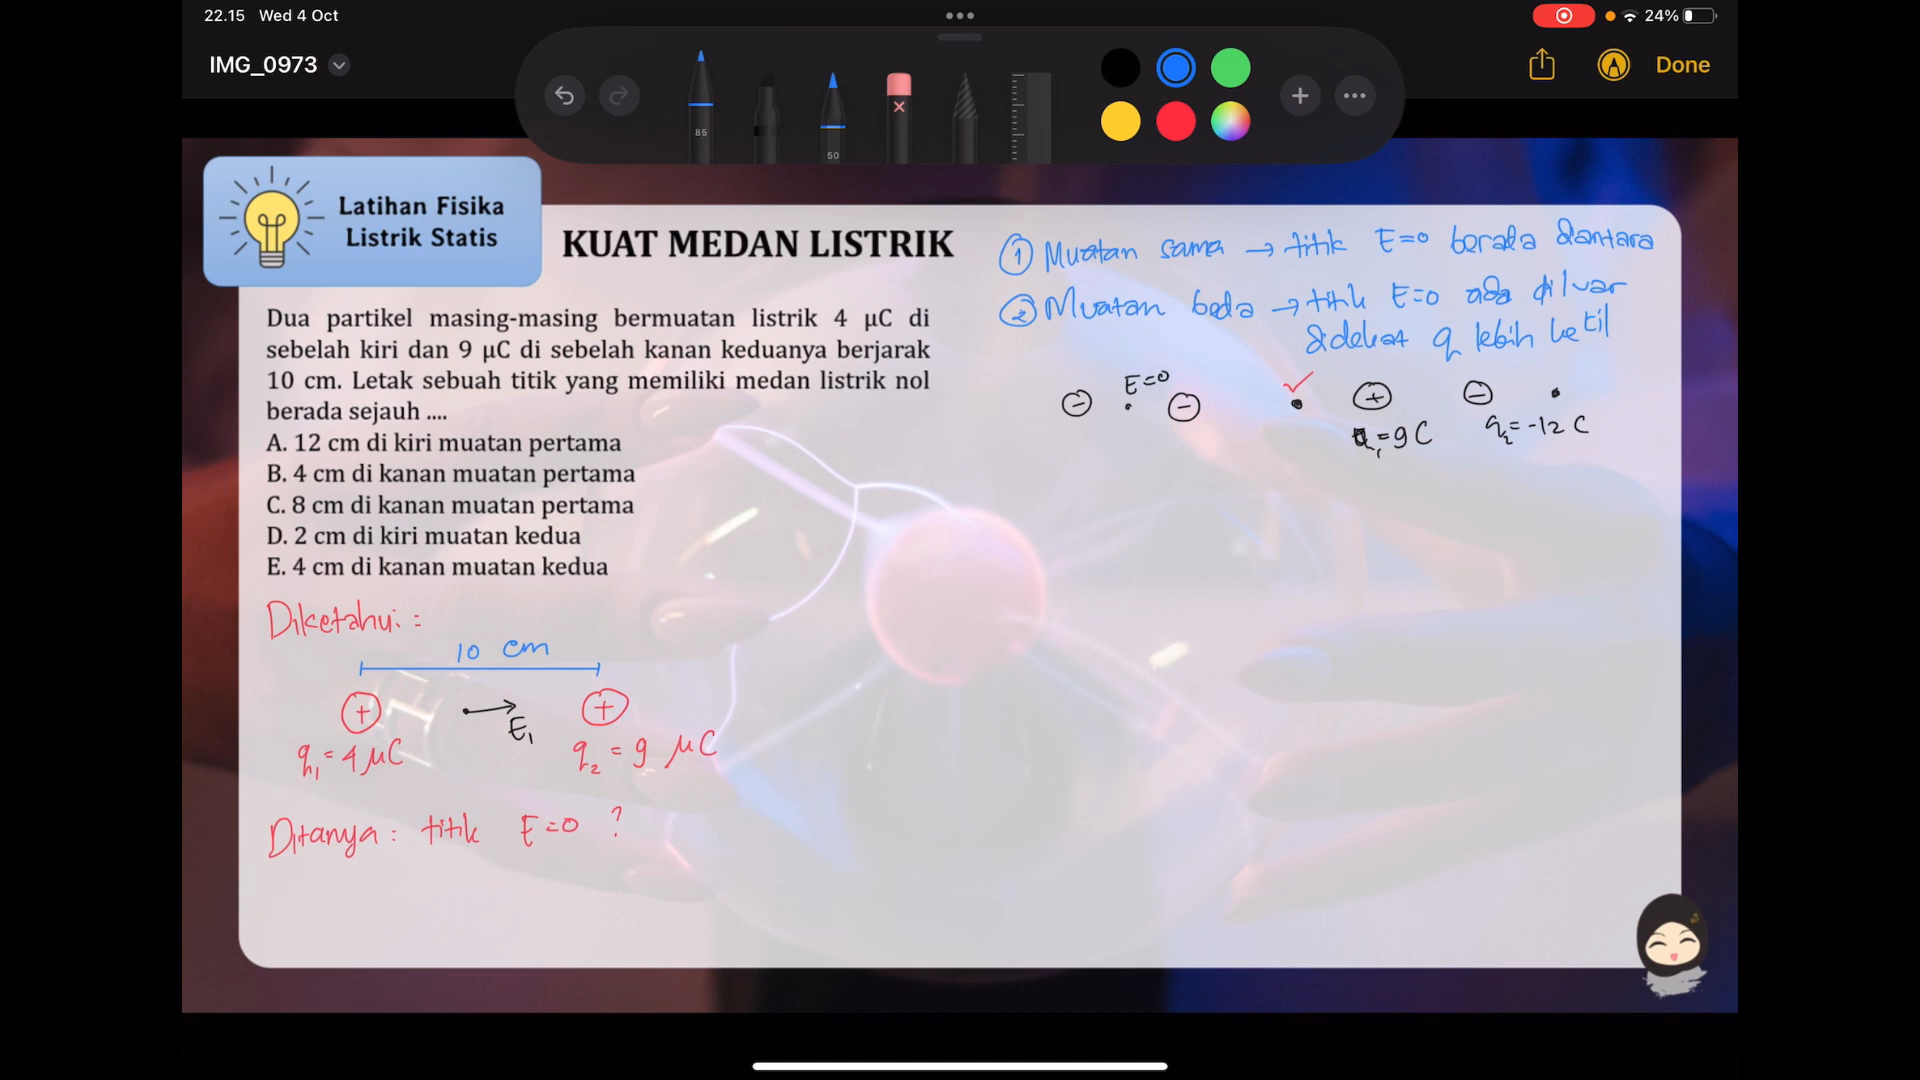 22.15 Wed 4 Oct
24%
IMG_0973
Done
85
50
Latihan Fisika
Listrik Statis
KUAT MEDAN LISTRIK
Dua partikel masing-masing bermuatan listrik 4 μC di
sebelah kiri dan 9 μC di sebelah kanan keduanya berjarak
10 cm. Letak sebuah titik yang memiliki medan listrik nol
berada sejauh ....
A. 12 cm di kiri muatan pertama
B. 4 cm di kanan muatan pertama
C. 8 cm di kanan muatan pertama
D. 2 cm di kiri muatan kedua
E. 4 cm di kanan muatan kedua
Diketahui :
10 cm
+ +
E₁
q₁ = 4 μC q₂ = 9 μC
Ditanya : titik E=0 ?
① Muatan sama → titik E=0 berada diantara
② Muatan beda → titik E=0 ada diluar
didekat q lebih kecil
E=0
− − ✓ + −
q₁ = 9 C q₂ = -12 C